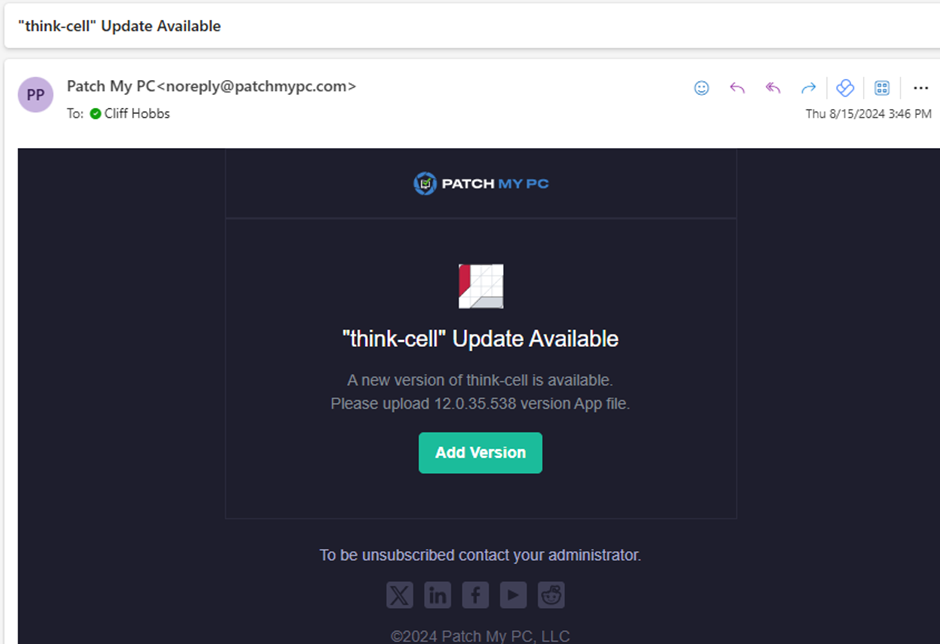 "think-cell" Update Available
PP
Patch My PC<noreply@patchmypc.com>
To: Cliff Hobbs
Thu 8/15/2024 3:46 PM
PATCH MY PC
"think-cell" Update Available
A new version of think-cell is available.
Please upload 12.0.35.538 version App file.
Add Version
To be unsubscribed contact your administrator.
©2024 Patch My PC, LLC